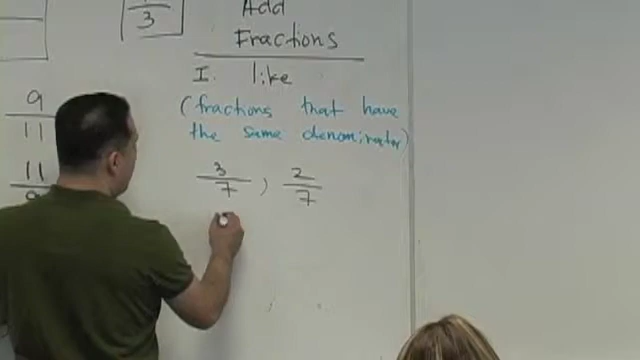 3
Add
Fractions
I. like
(fractions that have
the same denominator)
3/7 , 2/7
9/11
11